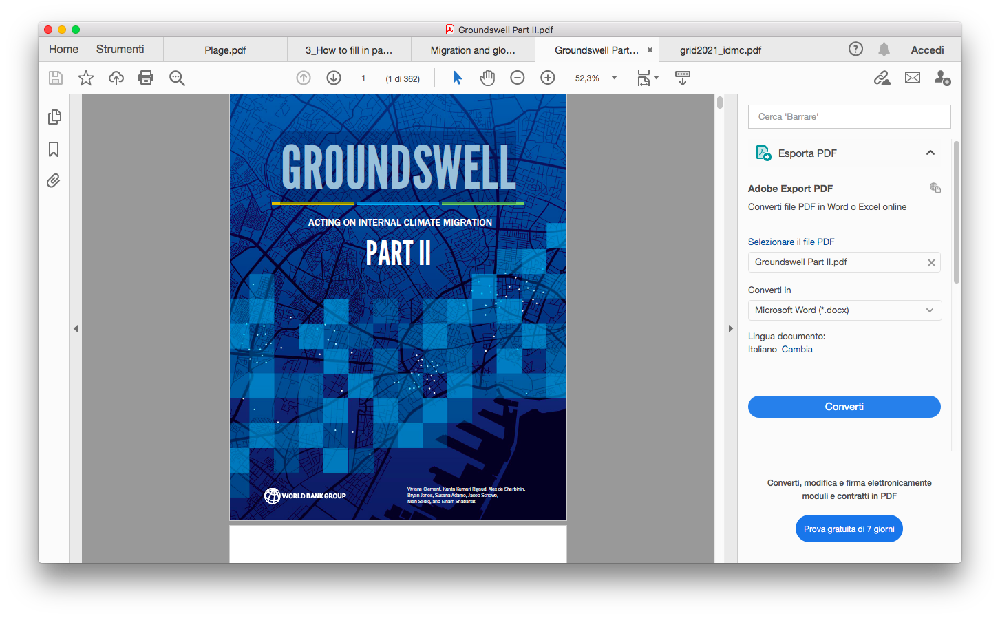 Groundswell Part II.pdf
Home
Strumenti
Plage.pdf
3_How to fill in pa...
Migration and glo...
Groundswell Part...
grid2021_idmc.pdf
Accedi
1
(1 di 362)
52,3%
Cerca 'Barrare'
Esporta PDF
Adobe Export PDF
Converti file PDF in Word o Excel online
Selezionare il file PDF
Groundswell Part II.pdf
Converti in
Microsoft Word (*.docx)
Lingua documento:
Italiano Cambia
Converti
Converti, modifica e firma elettronicamente
moduli e contratti in PDF
Prova gratuita di 7 giorni
GROUNDSWELL
ACTING ON INTERNAL CLIMATE MIGRATION
PART II
WORLD BANK GROUP
Viviane Clement, Kanta Kumari Rigaud, Alex de Sherbinin,
Bryan Jones, Susana Adamo, Jacob Schewe,
Nian Sadiq, and Elham Shabahat